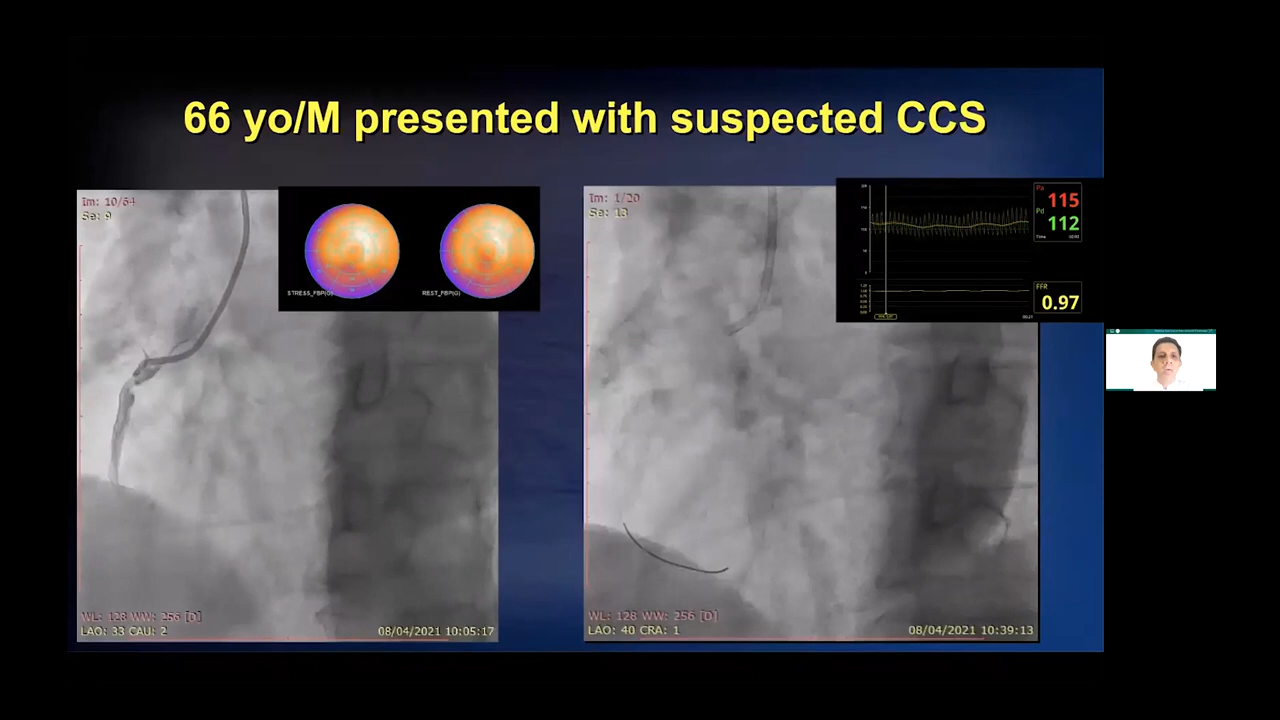 66 yo/M presented with suspected CCS
Im: 10/64
Se: 9
STRESS_FBP(G)
REST_FBP(G)
WL: 128 WW: 256 [D]
LAO: 33 CAU: 2
08/04/2021 10:05:17
Im: 1/20
Se: 13
Pa
115
Pd
112
Time
FFR
0.97
WL: 128 WW: 256 [D]
LAO: 40 CRA: 1
08/04/2021 10:39:13